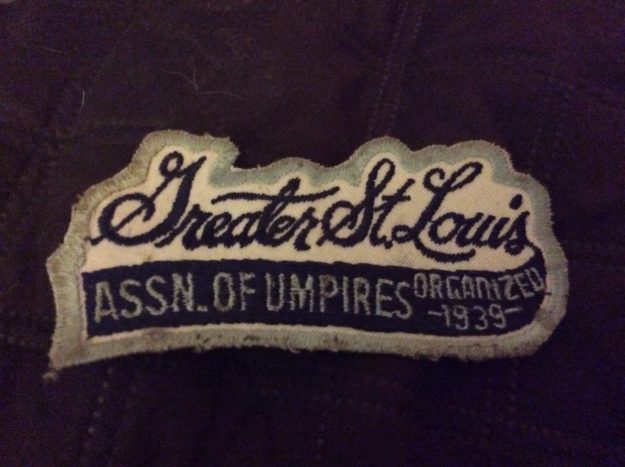 Greater St. Louis
ASSN. OF UMPIRES ORGANIZED
-1939-